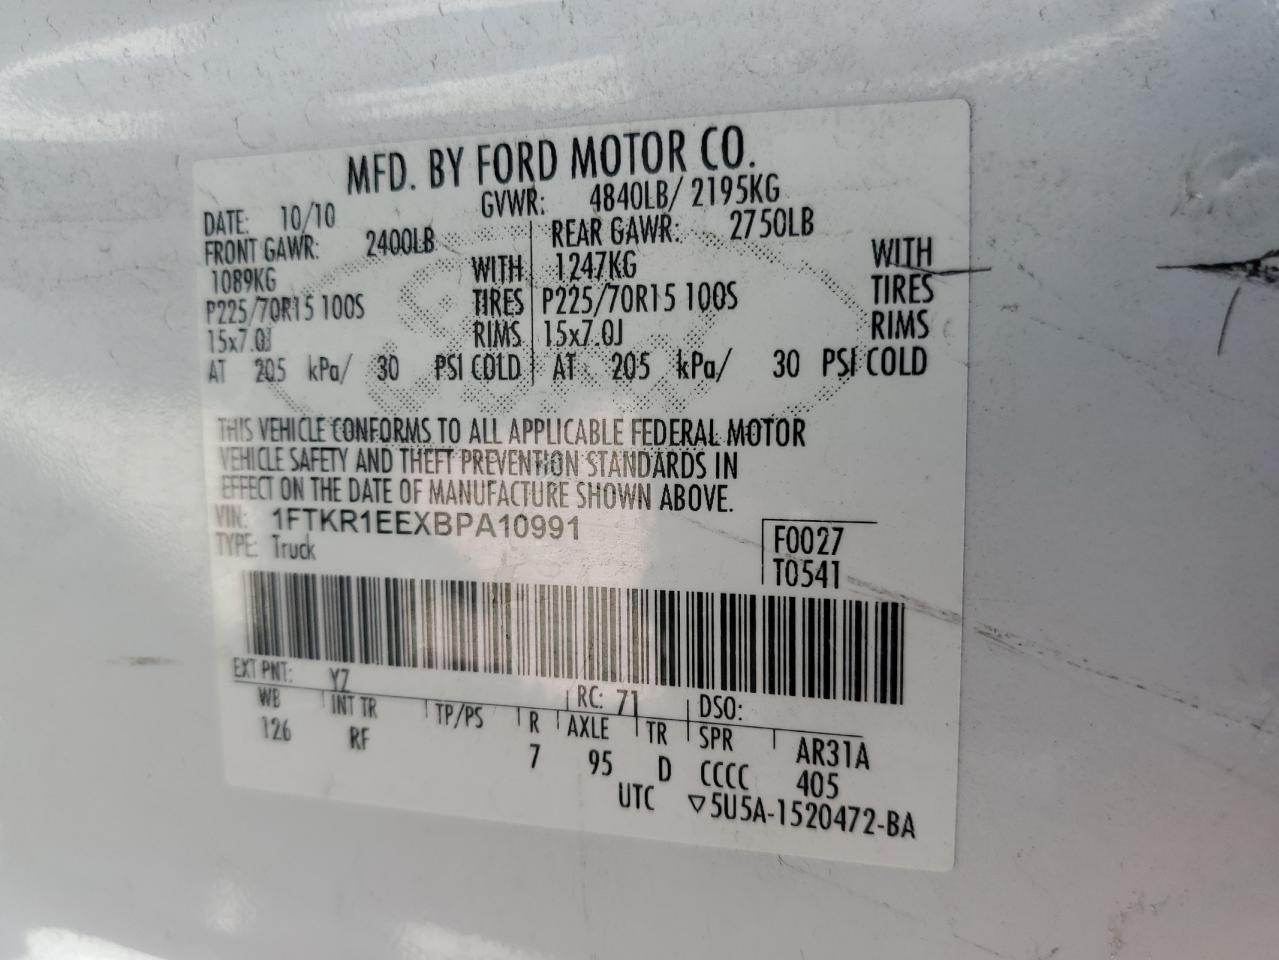 MFD. BY FORD MOTOR CO.
DATE: 10/10 GVWR: 4840LB/ 2195KG
FRONT GAWR: 2400LB REAR GAWR: 2750LB
1089KG WITH 1247KG WITH
P225/70R15 100S TIRES P225/70R15 100S TIRES
15x7.0J RIMS 15x7.0J RIMS
AT 205 kPa/ 30 PSI COLD AT 205 kPa/ 30 PSI COLD
THIS VEHICLE CONFORMS TO ALL APPLICABLE FEDERAL MOTOR
VEHICLE SAFETY AND THEFT PREVENTION STANDARDS IN
EFFECT ON THE DATE OF MANUFACTURE SHOWN ABOVE.
VIN: 1FTKR1EEXBPA10991 F0027
TYPE: Truck T0541
EXT PNT: YZ RC: 71 DSO:
WB INT TR TP/PS R AXLE TR SPR AR31A
126 RF 7 95 D CCCC 405
UTC ▽5U5A-1520472-BA